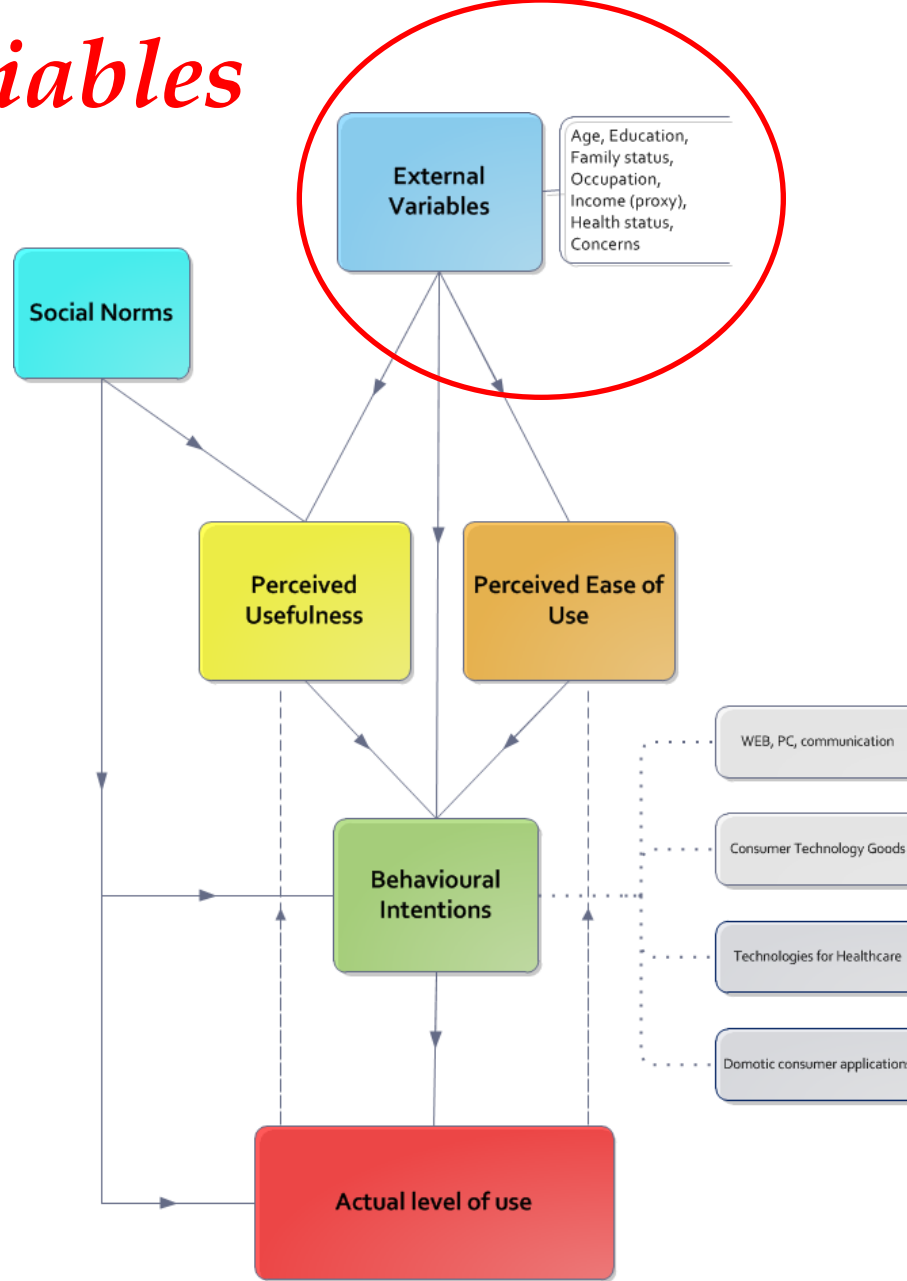 iables
External
Variables
Age, Education,
Family status,
Occupation,
Income (proxy),
Health status,
Concerns
Social Norms
Perceived
Usefulness
Perceived Ease of
Use
WEB, PC, communication
Consumer Technology Goods
Behavioural
Intentions
Technologies for Healthcare
Domotic consumer applications
Actual level of use